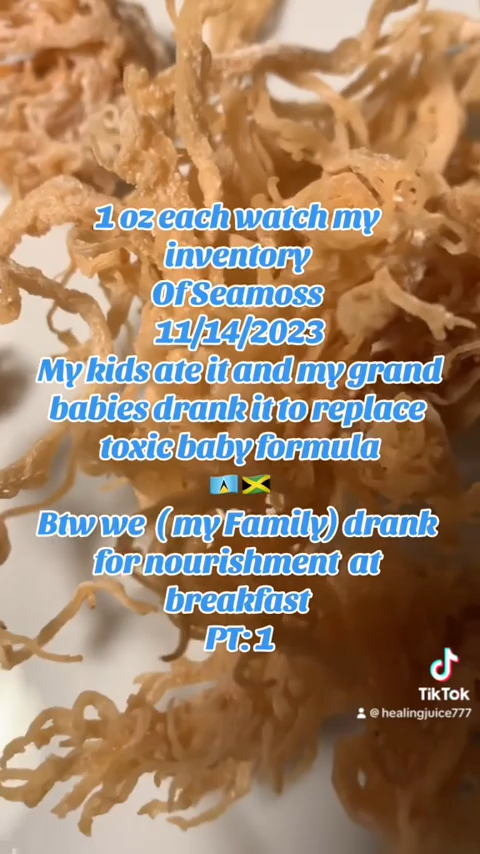 1 oz each watch my
inventory
Of Seamoss
11/14/2023
My kids ate it and my grand
babies drank it to replace
toxic baby formula
🇱🇨🇯🇲
Btw we ( my Family) drank
for nourishment at
breakfast
PT: 1
TikTok
@healingjuice777